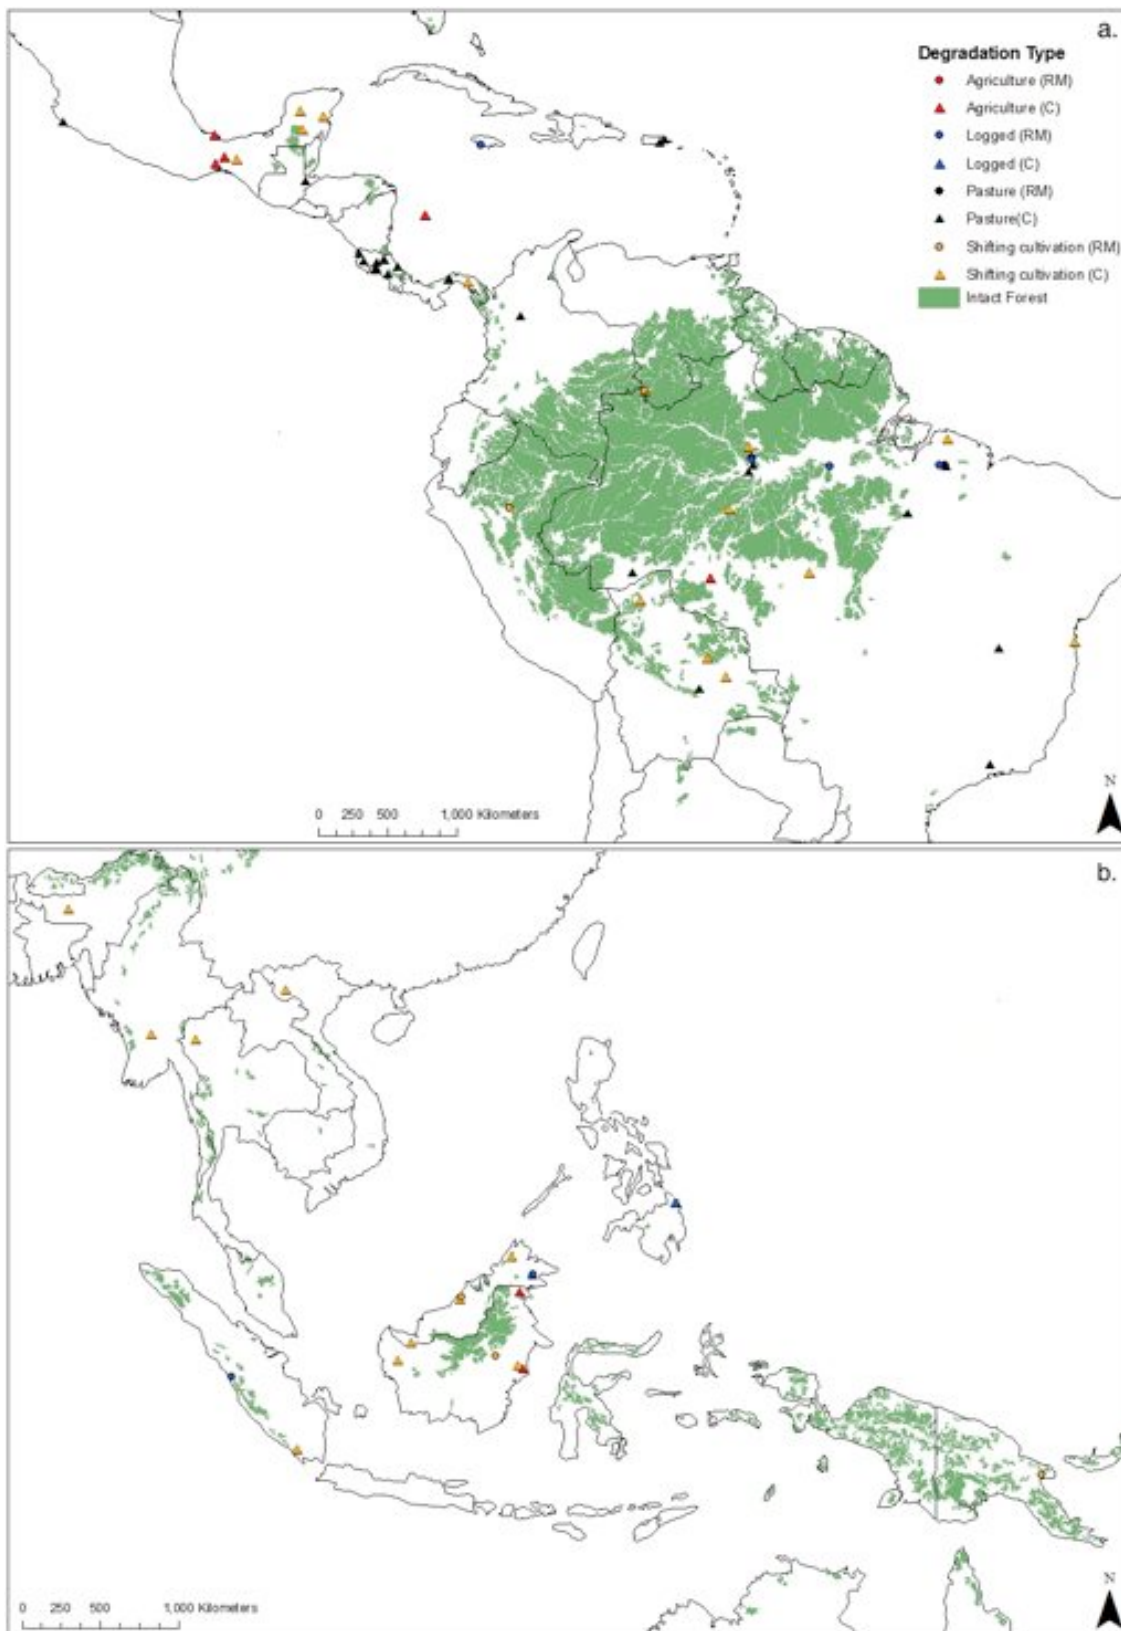 a.
Degradation Type
Agriculture (RM)
Agriculture (C)
Logged (RM)
Logged (C)
Pasture (RM)
Pasture(C)
Shifting cultivation (RM)
Shifting cultivation (C)
Intact Forest
N
0 250 500 1,000 Kilometers
b.
N
0 250 500 1,000 Kilometers